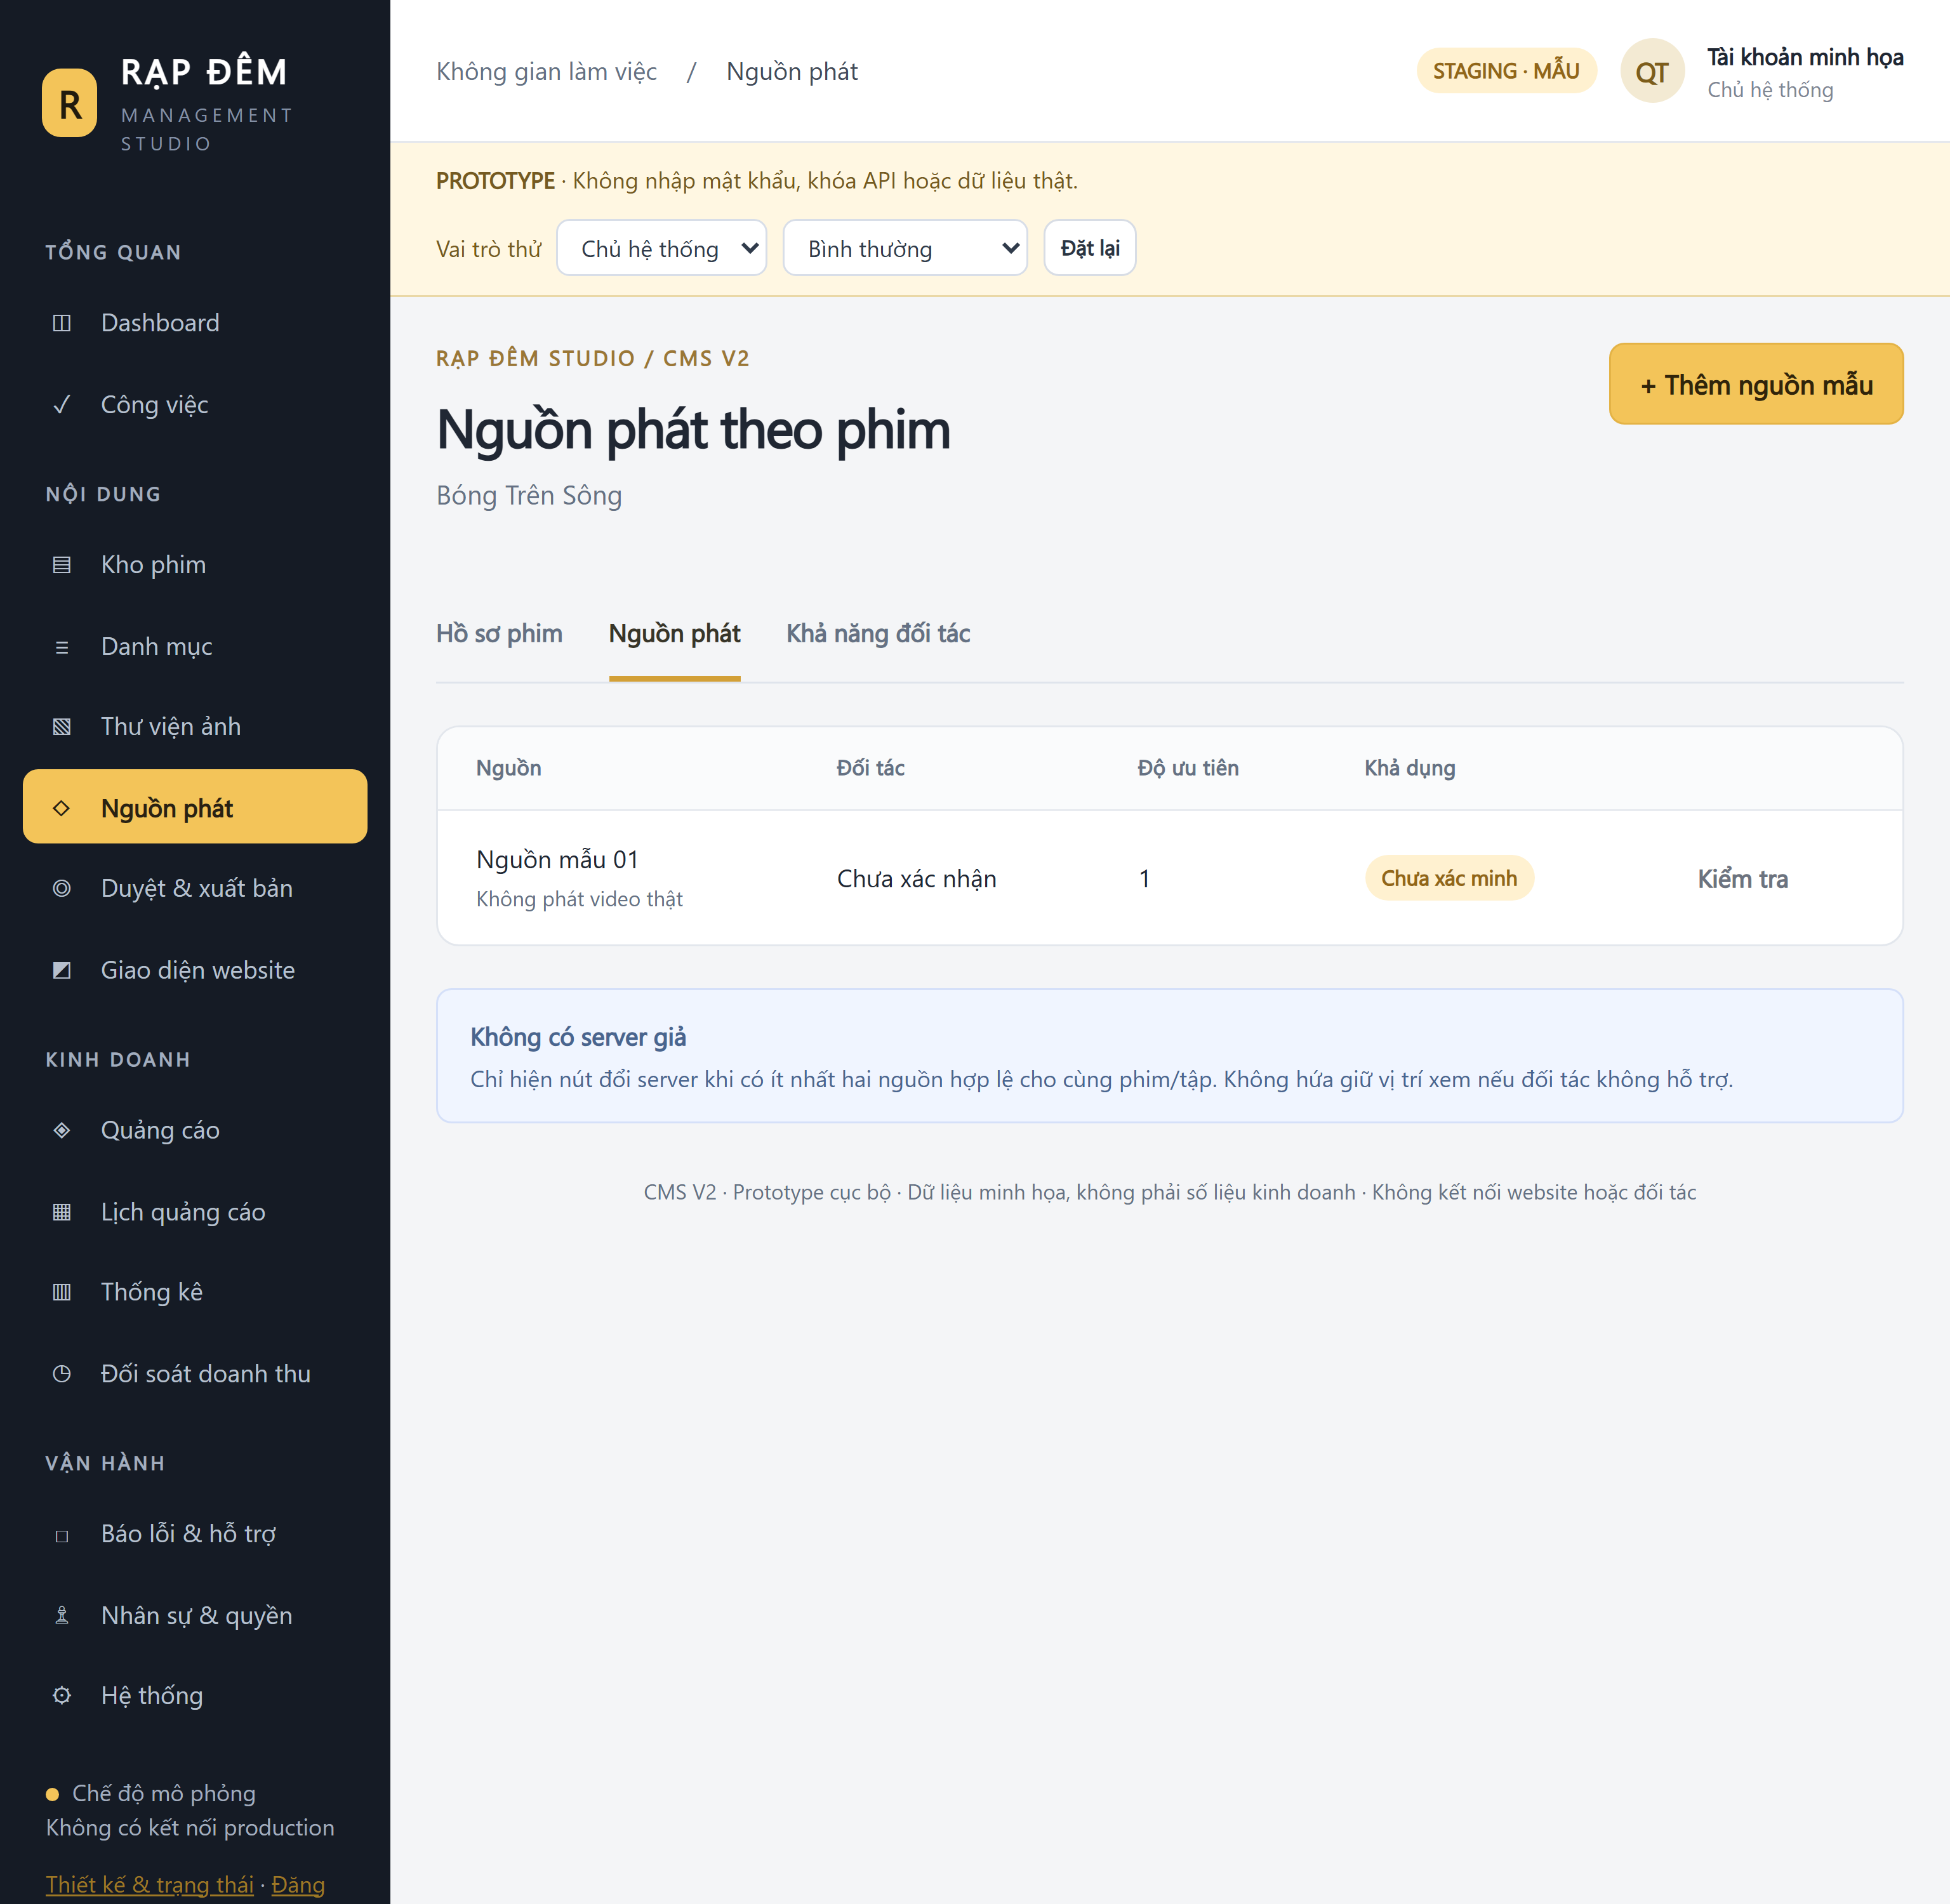 R
RẠP ĐÊM
MANAGEMENT
STUDIO
TỔNG QUAN
Dashboard
Công việc
NỘI DUNG
Kho phim
Danh mục
Thư viện ảnh
Nguồn phát
Duyệt & xuất bản
Giao diện website
KINH DOANH
Quảng cáo
Lịch quảng cáo
Thống kê
Đối soát doanh thu
VẬN HÀNH
Báo lỗi & hỗ trợ
Nhân sự & quyền
Hệ thống
Chế độ mô phỏng
Không có kết nối production
Thiết kế & trạng thái · Đăng
Không gian làm việc / Nguồn phát
STAGING · MẪU
QT
Tài khoản minh họa
Chủ hệ thống
PROTOTYPE · Không nhập mật khẩu, khóa API hoặc dữ liệu thật.
Vai trò thử Chủ hệ thống Bình thường Đặt lại
RẠP ĐÊM STUDIO / CMS V2
Nguồn phát theo phim
Bóng Trên Sông
+ Thêm nguồn mẫu
Hồ sơ phim Nguồn phát Khả năng đối tác
Nguồn Đối tác Độ ưu tiên Khả dụng
Nguồn mẫu 01
Không phát video thật
Chưa xác nhận 1 Chưa xác minh Kiểm tra
Không có server giả
Chỉ hiện nút đổi server khi có ít nhất hai nguồn hợp lệ cho cùng phim/tập. Không hứa giữ vị trí xem nếu đối tác không hỗ trợ.
CMS V2 · Prototype cục bộ · Dữ liệu minh họa, không phải số liệu kinh doanh · Không kết nối website hoặc đối tác